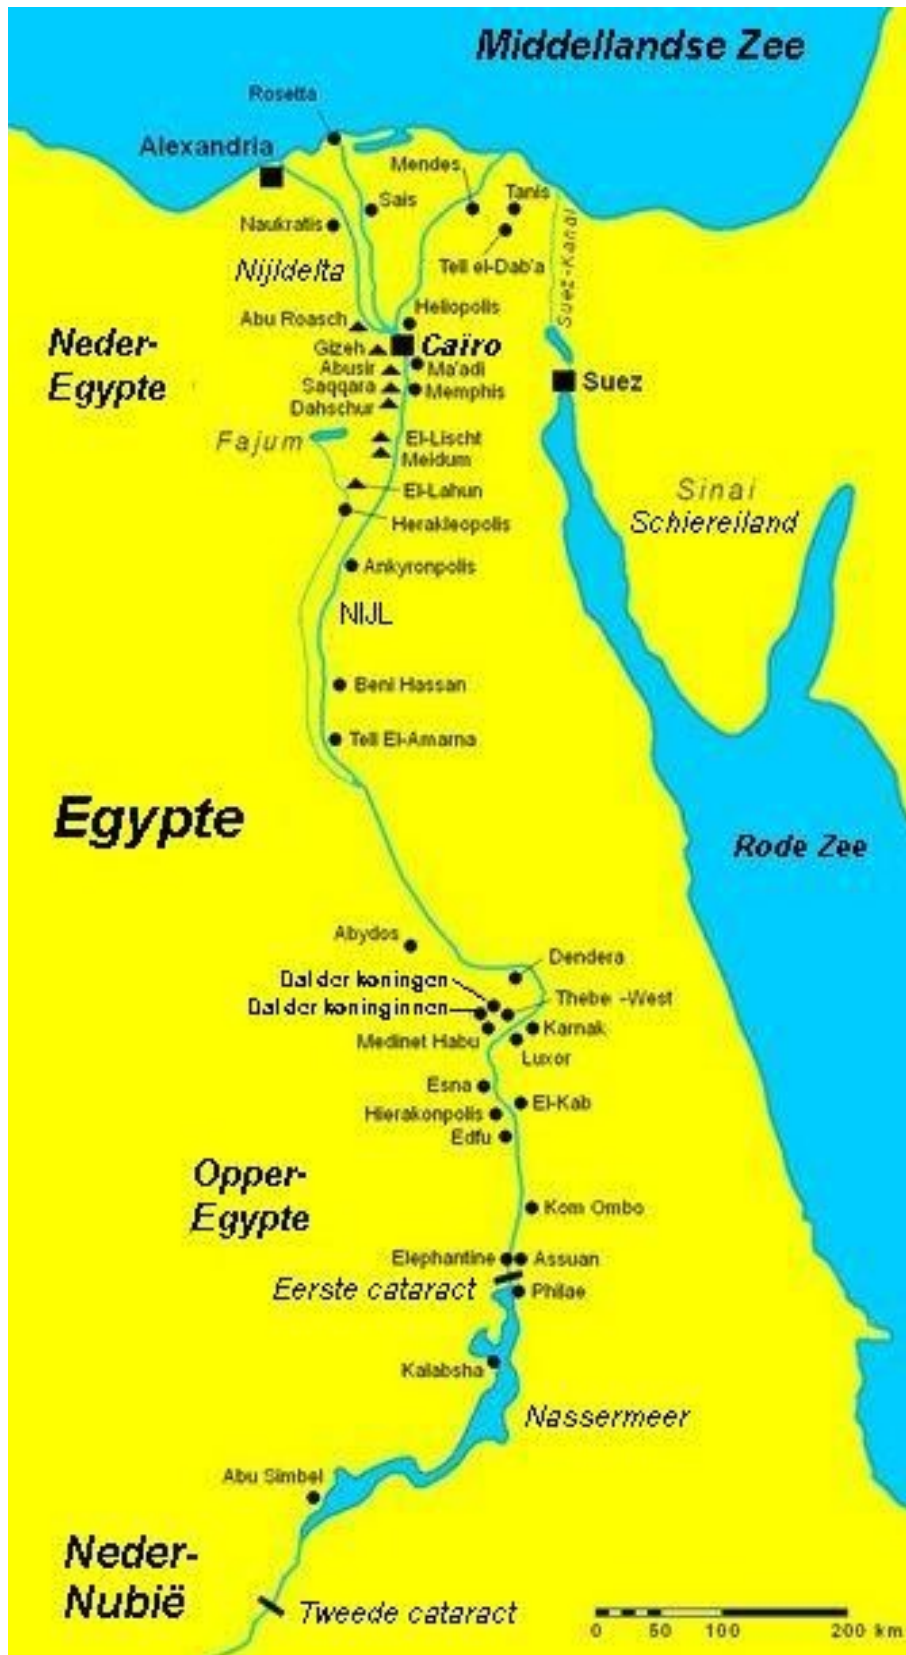 Middellandse Zee
Rosetta
Alexandria
Mendes
Tanis
Sais
Naukratis
Tell el-Dab'a
Suez-Kanal
Nijldelta
Heliopolis
Abu Roasch
Neder-
Egypte
Gizeh
Caïro
Abusir
Ma'adi
Saqqara
Memphis
Suez
Dahschur
Fajum
El-Lischt
Meidum
El-Lahun
Sinai
Schiereiland
Herakleopolis
Ankyronpolis
NIJL
Beni Hassan
Tell El-Amarna
Egypte
Rode Zee
Abydos
Dendera
Dal der koningen
Thebe -West
Dal der koninginnen
Karnak
Medinet Habu
Luxor
Esna
El-Kab
Hierakonpolis
Edfu
Opper-
Egypte
Kom Ombo
Elephantine
Assuan
Eerste cataract
Philae
Kalabsha
Nassermeer
Abu Simbel
Neder-
Nubië
Tweede cataract
0 50 100 200 km